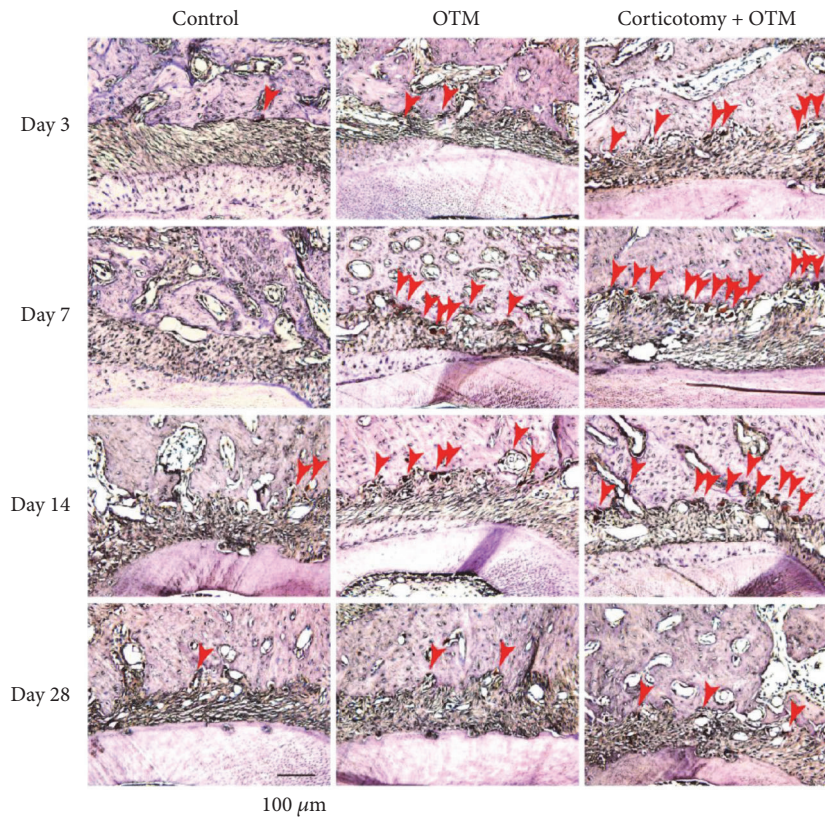 Control OTM Corticotomy + OTM
Day 3
Day 7
Day 14
Day 28
100 μm